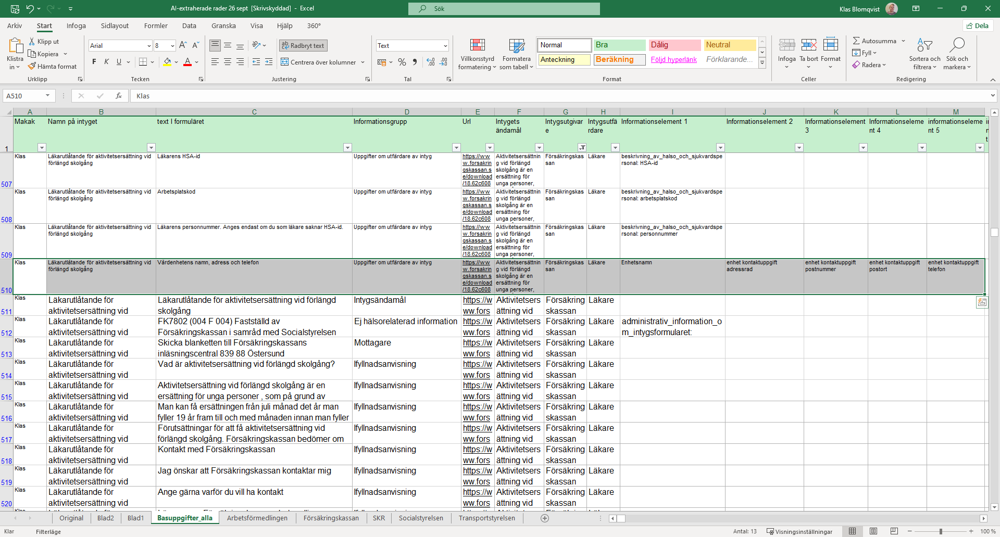 AI-extraherade rader 26 sept [Skrivskyddad] - Excel
Sök
Klas Blomqvist
Arkiv Start Infoga Sidlayout Formler Data Granska Visa Hjälp 360°
Dela
Klistra in
Klipp ut
Kopiera
Hämta format
Urklipp
Arial 8
F K U A
Tecken
Radbryt text
Centrera över kolumner
Justering
Text
%
Tal
Villkorsstyrd formatering
Formatera som tabell
Normal Bra Dålig Neutral
Anteckning Beräkning Följd hyperlänk Förklarande...
Format
Infoga Ta bort Format
Celler
Autosumma
Fyll
Radera
Sortera och filtrera
Sök och markera
Redigering
A510 fx Klas
A B C D E F G H I J K L M
1 Makak Namn på intyget text I formuläret Informationsgrupp Url Intygets ändamål Intygsutgivare Intygsutfärdare Informationselement 1 Informationselement 2 Informationselement 3 Informationselement 4 informationselement 5
507 Klas Läkarutlåtande för aktivitetsersättning vid förlängd skolgång Läkarens HSA-id Uppgifter om utfärdare av intyg https://www.forsakringskassan.se/download/18.62c608 Aktivitetsersättning vid förlängd skolgång är en ersättning för unga personer, Försäkringskassan Läkare beskrivning_av_halso_och_sjukvardspersonal: HSA-id
508 Klas Läkarutlåtande för aktivitetsersättning vid förlängd skolgång Arbetsplatskod Uppgifter om utfärdare av intyg https://www.forsakringskassan.se/download/18.62c608 Aktivitetsersättning vid förlängd skolgång är en ersättning för unga personer, Försäkringskassan Läkare beskrivning_av_halso_och_sjukvardspersonal: arbetsplatskod
509 Klas Läkarutlåtande för aktivitetsersättning vid förlängd skolgång Läkarens personnummer. Anges endast om du som läkare saknar HSA-id. Uppgifter om utfärdare av intyg https://www.forsakringskassan.se/download/18.62c608 Aktivitetsersättning vid förlängd skolgång är en ersättning för unga personer, Försäkringskassan Läkare beskrivning_av_halso_och_sjukvardspersonal: personnummer
510 Klas Läkarutlåtande för aktivitetsersättning vid förlängd skolgång Vårdenhetens namn, adress och telefon Uppgifter om utfärdare av intyg https://www.forsakringskassan.se/download/18.62c608 Aktivitetsersättning vid förlängd skolgång är en ersättning för unga personer, Försäkringskassan Läkare Enhetsnamn enhet kontaktuppgift adressrad enhet kontaktuppgift postnummer enhet kontaktuppgift postort enhet kontaktuppgift telefon
511 Klas Läkarutlåtande för aktivitetsersättning vid Läkarutlåtande för aktivitetsersättning vid förlängd skolgång Intygsändamål https://www.fors Aktivitetsersättning vid Försäkringskassan Läkare
512 Klas Läkarutlåtande för aktivitetsersättning vid FK7802 (004 F 004) Fastställd av Försäkringskassan i samråd med Socialstyrelsen Ej hälsorelaterad information https://www.fors Aktivitetsersättning vid Försäkringskassan Läkare administrativ_information_om_intygsformularet:
513 Klas Läkarutlåtande för aktivitetsersättning vid Skicka blanketten till Försäkringskassans inläsningscentral 839 88 Östersund Mottagare https://www.fors Aktivitetsersättning vid Försäkringskassan Läkare
514 Klas Läkarutlåtande för aktivitetsersättning vid Vad är aktivitetsersättning vid förlängd skolgång? Ifyllnadsanvisning https://www.fors Aktivitetsersättning vid Försäkringskassan Läkare
515 Klas Läkarutlåtande för aktivitetsersättning vid Aktivitetsersättning vid förlängd skolgång är en ersättning för unga personer , som på grund av Ifyllnadsanvisning https://www.fors Aktivitetsersättning vid Försäkringskassan Läkare
516 Klas Läkarutlåtande för aktivitetsersättning vid Man kan få ersättningen från juli månad det år man fyller 19 år fram till och med månaden innan man fyller Ifyllnadsanvisning https://www.fors Aktivitetsersättning vid Försäkringskassan Läkare
517 Klas Läkarutlåtande för aktivitetsersättning vid Förutsättningar för att få aktivitetsersättning vid förlängd skolgång. Försäkringskassan bedömer om Ifyllnadsanvisning https://www.fors Aktivitetsersättning vid Försäkringskassan Läkare
518 Klas Läkarutlåtande för aktivitetsersättning vid Kontakt med Försäkringskassan Ifyllnadsanvisning https://www.fors Aktivitetsersättning vid Försäkringskassan Läkare
519 Klas Läkarutlåtande för aktivitetsersättning vid Jag önskar att Försäkringskassan kontaktar mig Ifyllnadsanvisning https://www.fors Aktivitetsersättning vid Försäkringskassan Läkare
520 Klas Läkarutlåtande för aktivitetsersättning vid Ange gärna varför du vill ha kontakt Ifyllnadsanvisning https://www.fors Aktivitetsersättning vid Försäkringskassan Läkare
Original Blad2 Blad1 Basuppgifter_alla Arbetsförmedlingen Försäkringskassan SKR Socialstyrelsen Transportstyrelsen
Klar Filterläge Antal: 13 Visningsinställningar 100 %